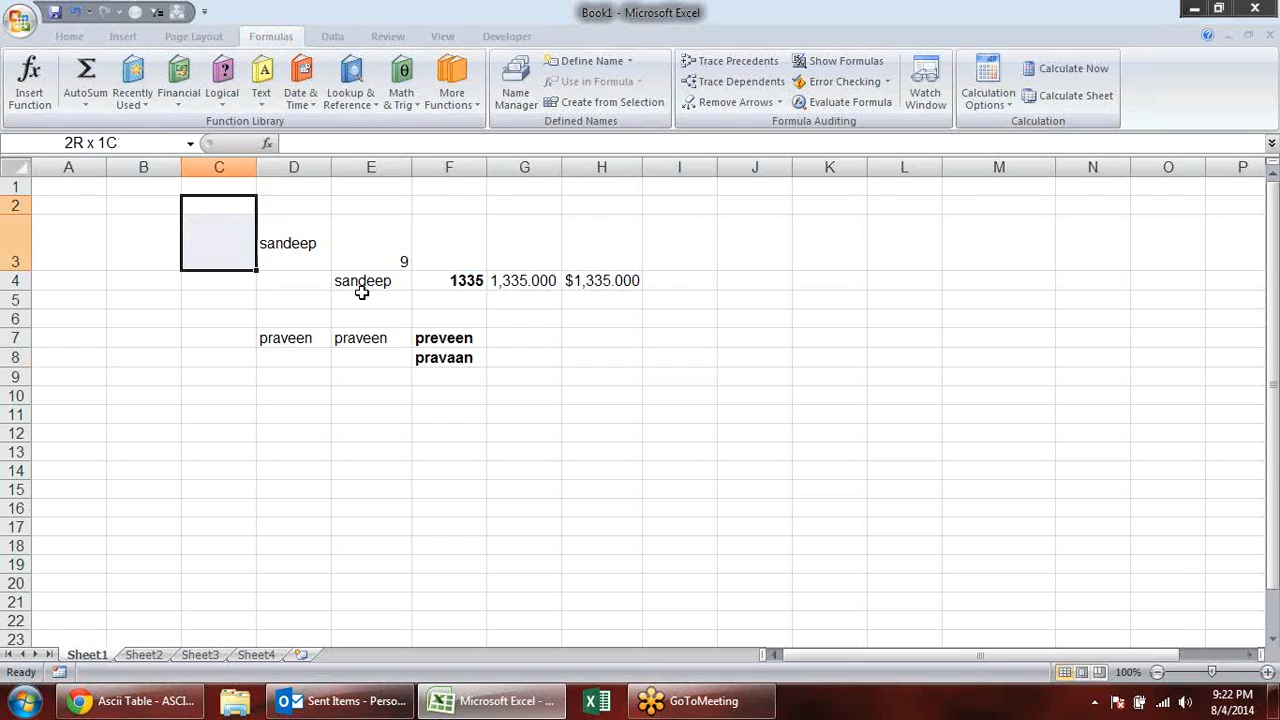 Book1 - Microsoft Excel
Home Insert Page Layout Formulas Data Review View Developer
Insert Function
AutoSum
Recently Used
Financial
Logical
Text
Date & Time
Lookup & Reference
Math & Trig
More Functions
Function Library
Name Manager
Define Name
Use in Formula
Create from Selection
Defined Names
Trace Precedents
Trace Dependents
Remove Arrows
Show Formulas
Error Checking
Evaluate Formula
Formula Auditing
Watch Window
Calculation Options
Calculate Now
Calculate Sheet
Calculation
2R x 1C fx
A B C D E F G H I J K L M N O P
1
2
3 sandeep 9
4 sandeep 1335 1,335.000 $1,335.000
5
6
7 praveen praveen preveen
8 pravaan
9
10
11
12
13
14
15
16
17
18
19
20
21
22
23
Sheet1 Sheet2 Sheet3 Sheet4
Ready 100%
Ascii Table - ASCI... Sent Items - Perso... Microsoft Excel - ... GoToMeeting
9:22 PM
8/4/2014